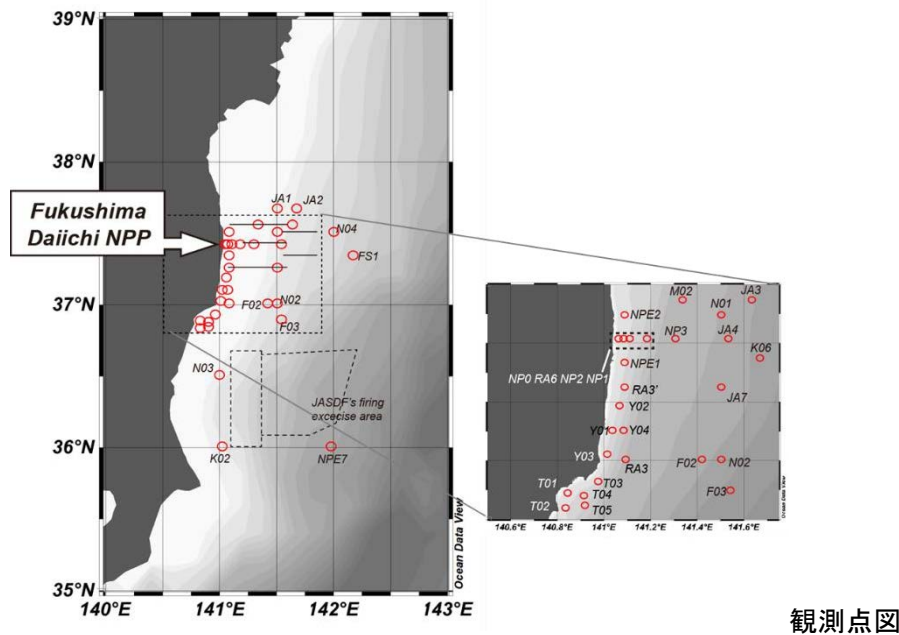 39°N
38°N
37°N
36°N
35°N
140°E
141°E
142°E
143°E
Fukushima
Daiichi NPP
JA1
JA2
N04
FS1
F02
N02
F03
N03
JASDF's firing
excecise area
K02
NPE7
Ocean Data View
M02
N01
JA3
NPE2
NP3
JA4
K06
NP0 RA6 NP2 NP1
NPE1
RA3'
JA7
Y02
Y01
Y04
Y03
RA3
F02
N02
T03
F03
T01
T04
T02
T05
140.6°E
140.8°E
141°E
141.2°E
141.4°E
141.6°E
Ocean Data View
観測点図